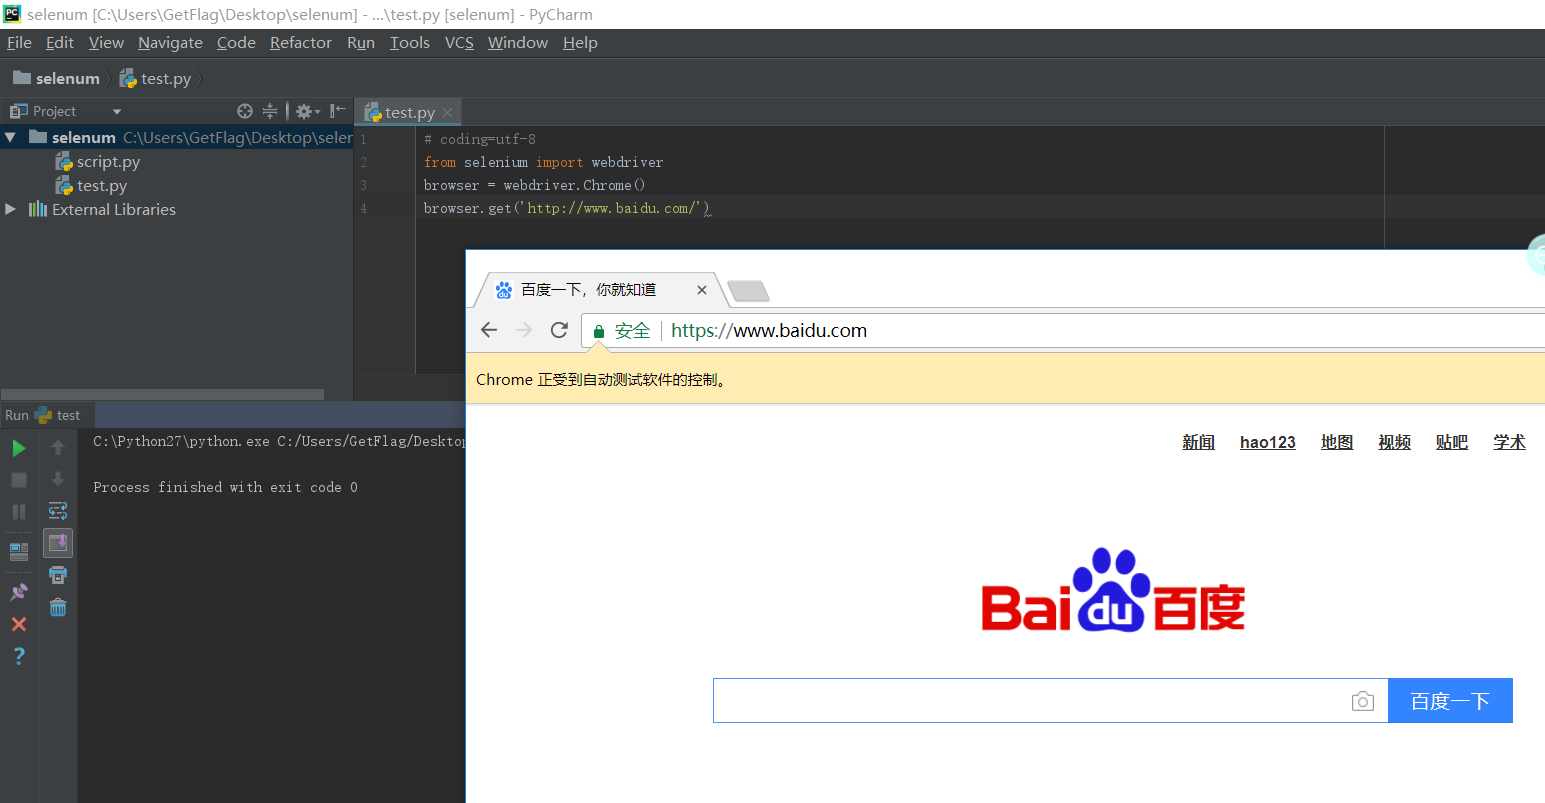 selenum [C:\Users\GetFlag\Desktop\selenum] - ...\test.py [selenum] - PyCharm
File Edit View Navigate Code Refactor Run Tools VCS Window Help
selenum test.py
Project
test.py
selenum C:\Users\GetFlag\Desktop\seler
script.py
test.py
External Libraries
1 # coding=utf-8
2 from selenium import webdriver
3 browser = webdriver.Chrome()
4 browser.get('http://www.baidu.com/')
百度一下，你就知道
安全 https://www.baidu.com
Chrome 正受到自动测试软件的控制。
新闻 hao123 地图 视频 贴吧 学术
Bai du 百度
百度一下
Run test
C:\Python27\python.exe C:/Users/GetFlag/Desktop
Process finished with exit code 0